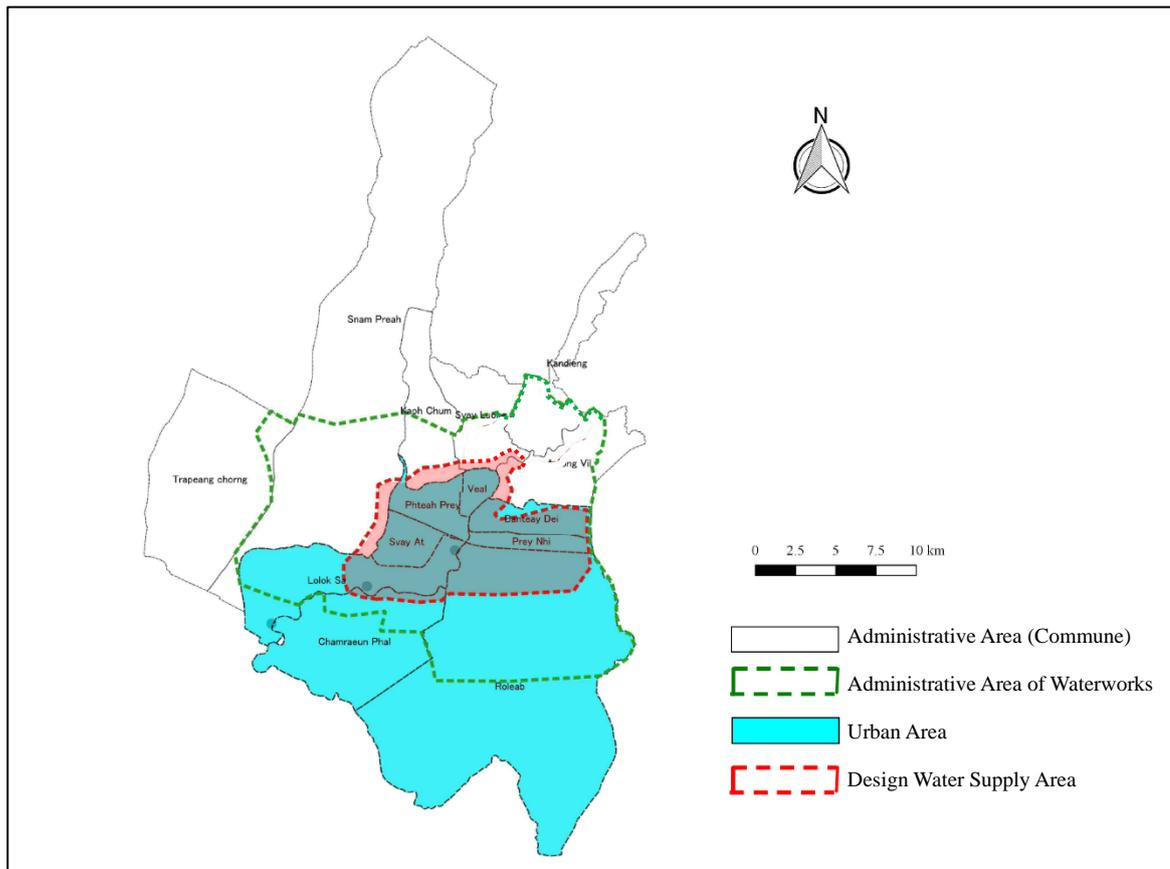 N
Snam Preah
Kandieng
Kaoh Chum
Trapeang chorng
Veal
Phteah Prey
Banteay Dei
Svay At
Prey Nhi
Chamraeun Phal
Roleab
0 2.5 5 7.5 10 km
Administrative Area (Commune)
Administrative Area of Waterworks
Urban Area
Design Water Supply Area